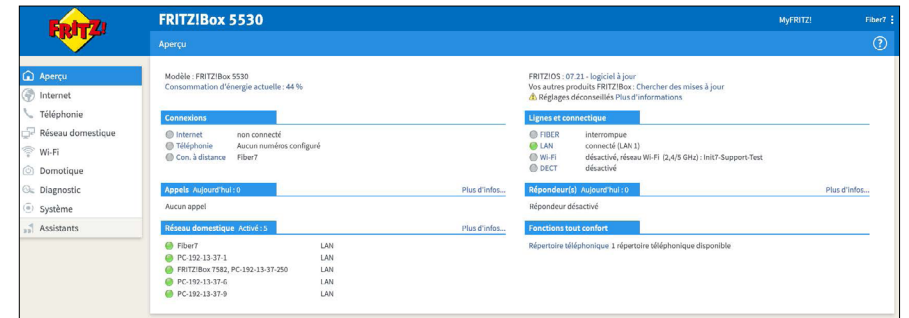 FRITZ!
FRITZ!Box 5530
MyFRITZ!
Fiber7
Aperçu
Aperçu
Internet
Téléphonie
Réseau domestique
Wi-Fi
Domotique
Diagnostic
Système
Assistants
Modèle : FRITZ!Box 5530
Consommation d'énergie actuelle : 44 %
FRITZ!OS : 07.21 - logiciel à jour
Vos autres produits FRITZ!Box : Chercher des mises à jour
Réglages déconseillés Plus d'informations
Connexions
Internet non connecté
Téléphonie Aucun numéros configuré
Con. à distance Fiber7
Lignes et connectique
FIBER interrompue
LAN connecté (LAN 1)
Wi-Fi désactivé, réseau Wi-Fi (2,4/5 GHz) : Init7-Support-Test
DECT désactivé
Appels Aujourd'hui : 0 Plus d'infos...
Aucun appel
Répondeur(s) Aujourd'hui : 0 Plus d'infos...
Répondeur désactivé
Réseau domestique Activé : 5 Plus d'infos...
Fiber7 LAN
PC-192-13-37-1 LAN
FRITZ!Box 7582, PC-192-13-37-250 LAN
PC-192-13-37-6 LAN
PC-192-13-37-9 LAN
Fonctions tout confort
Répertoire téléphonique 1 répertoire téléphonique disponible